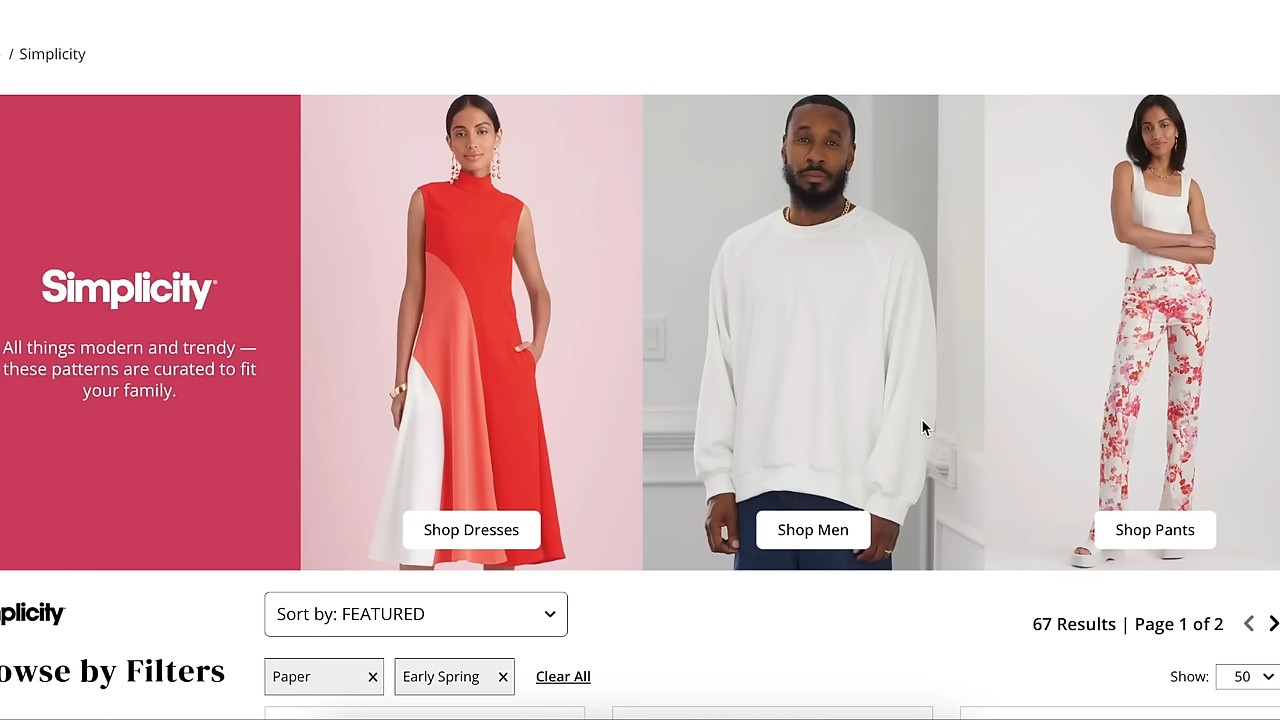 / Simplicity
Simplicity
All things modern and trendy —
these patterns are curated to fit
your family.
Shop Dresses
Shop Men
Shop Pants
plicity
Sort by: FEATURED
67 Results | Page 1 of 2
owse by Filters
Paper
Early Spring
Clear All
Show: 50